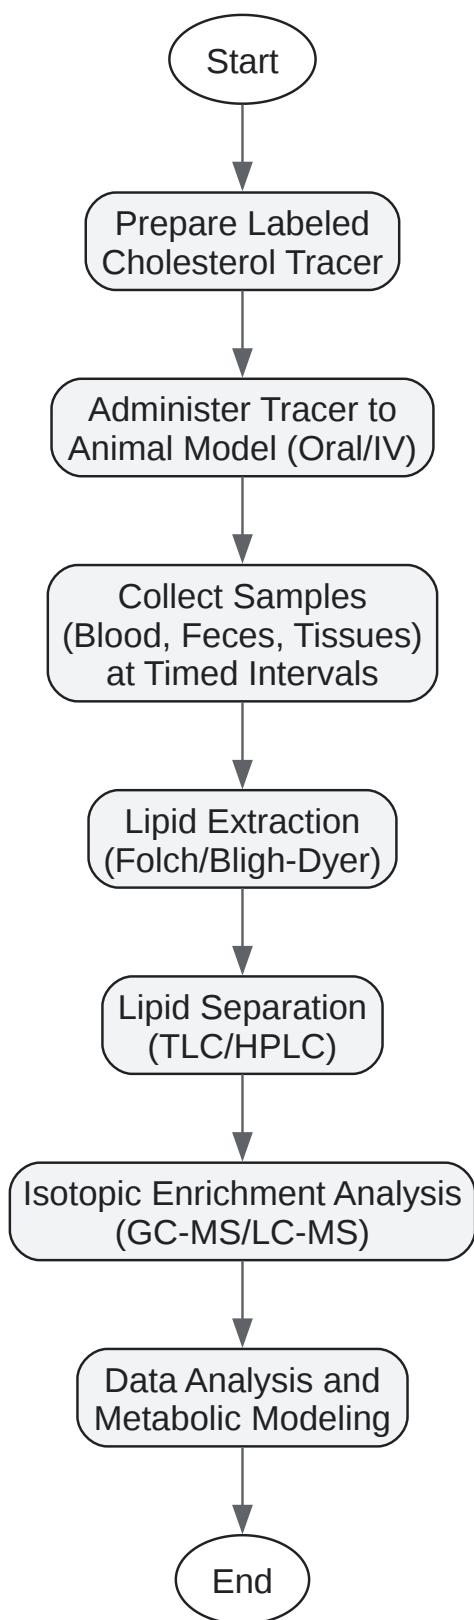 Start
Prepare Labeled
Cholesterol Tracer
Administer Tracer to
Animal Model (Oral/IV)
Collect Samples
(Blood, Feces, Tissues)
at Timed Intervals
Lipid Extraction
(Folch/Bligh-Dyer)
Lipid Separation
(TLC/HPLC)
Isotopic Enrichment Analysis
(GC-MS/LC-MS)
Data Analysis and
Metabolic Modeling
End